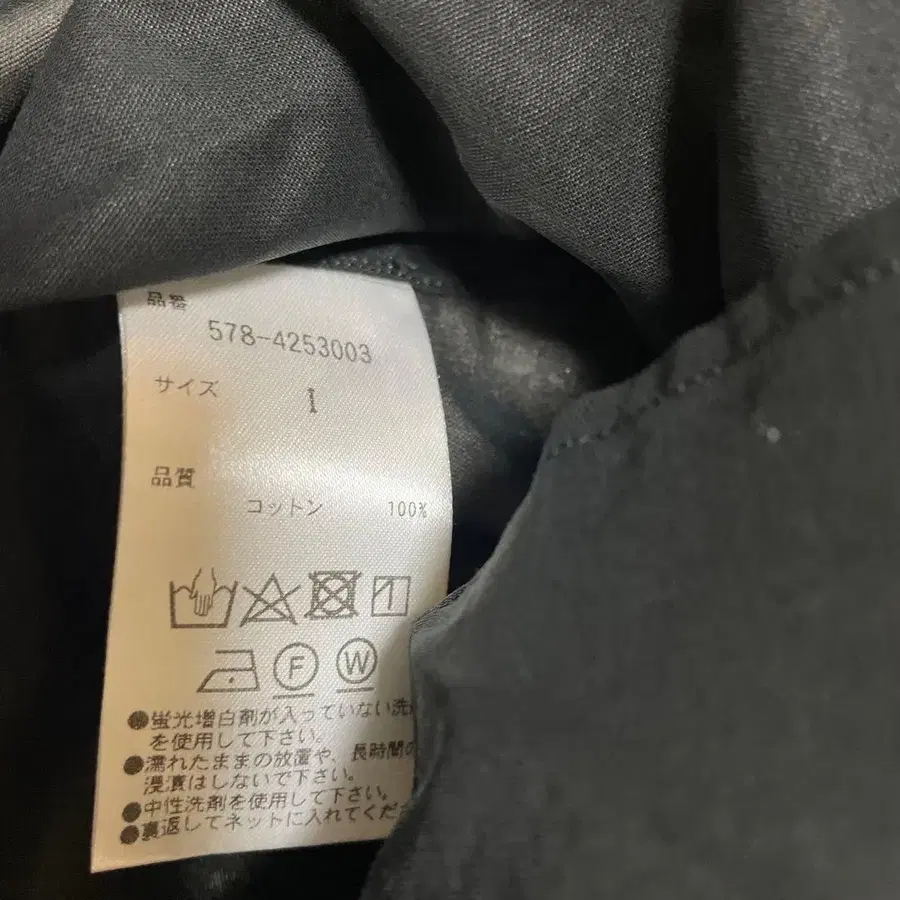 品番
578-4253003
サイズ 1
品質
コットン 100%
F W
●蛍光増白剤が入っていない洗
を使用して下さい。
●濡れたままの放置や、長時間の
浸漬はしないで下さい。
●中性洗剤を使用して下さい。
●裏返してネットに入れてくだ